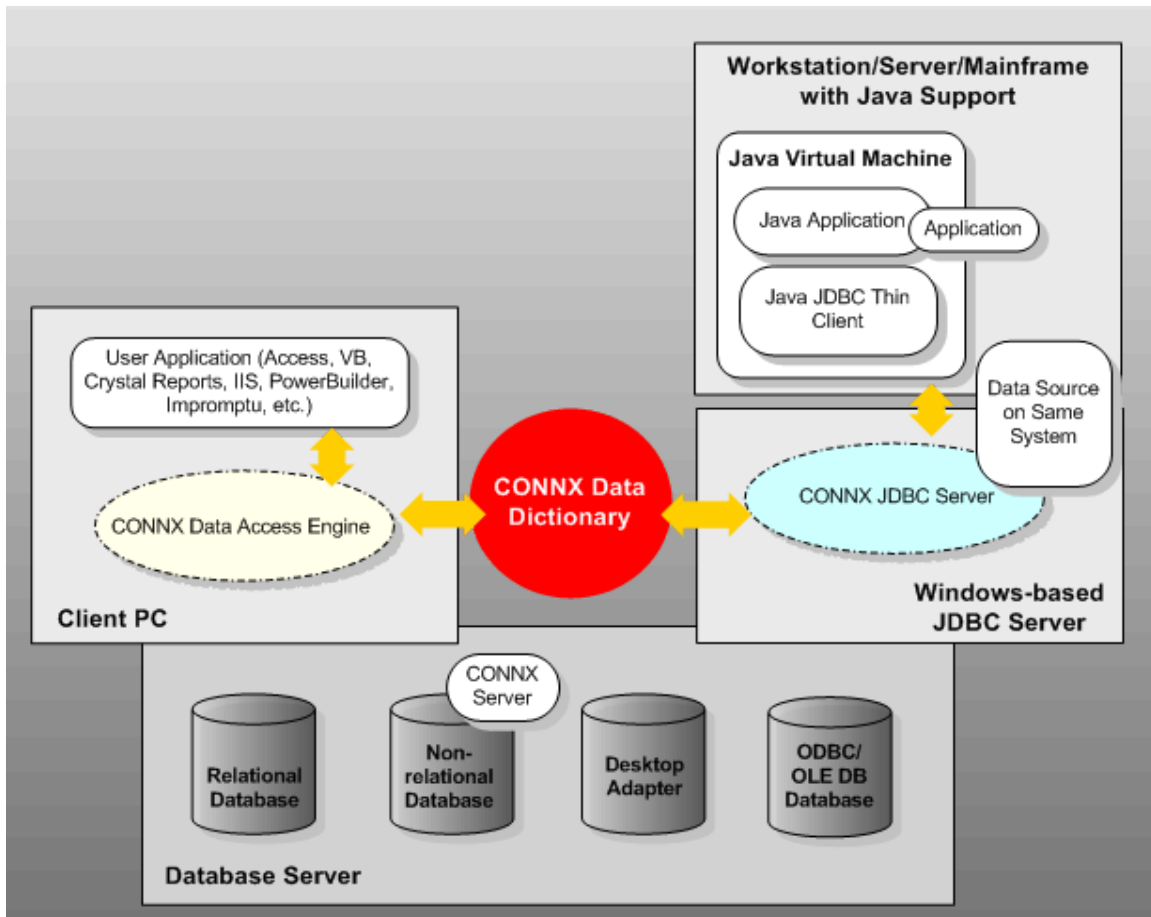 Workstation/Server/Mainframe
with Java Support
Java Virtual Machine
Java Application
Application
Java JDBC Thin
Client
User Application (Access, VB,
Crystal Reports, IIS, PowerBuilder,
Impromptu, etc.)
Data Source
on Same
System
CONNX Data Access Engine
CONNX Data
Dictionary
CONNX JDBC Server
Client PC
Windows-based
JDBC Server
CONNX
Server
Relational
Database
Non-
relational
Database
Desktop
Adapter
ODBC/
OLE DB
Database
Database Server